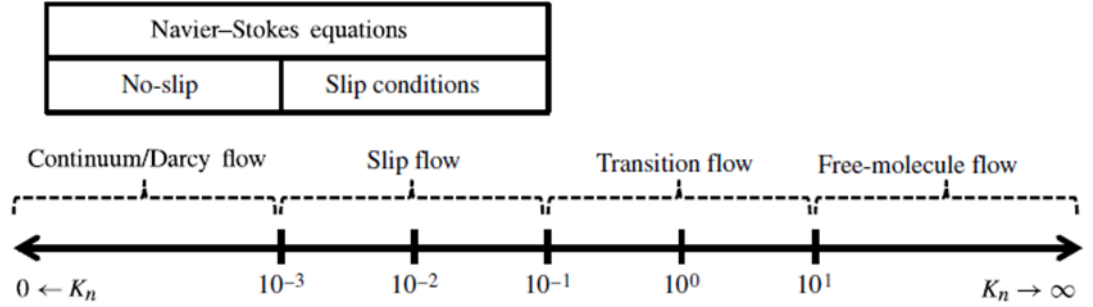 Navier–Stokes equations
No-slip Slip conditions
Continuum/Darcy flow Slip flow Transition flow Free-molecule flow
0 ← Kₙ 10⁻³ 10⁻² 10⁻¹ 10⁰ 10¹ Kₙ → ∞